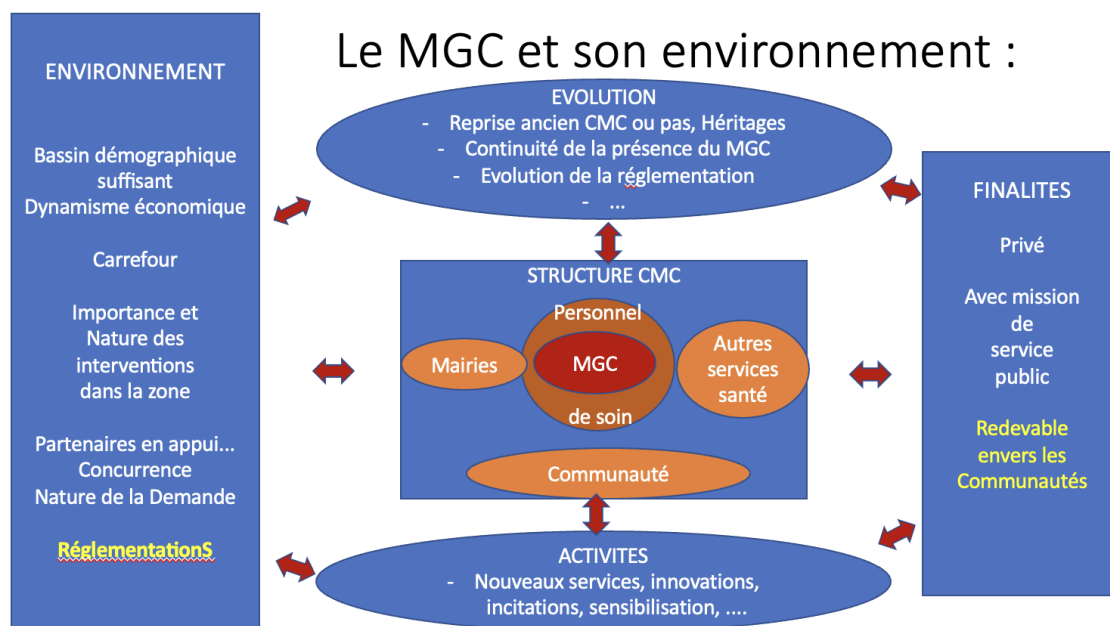 Le MGC et son environnement :
ENVIRONNEMENT
Bassin démographique
suffisant
Dynamisme économique
Carrefour
Importance et
Nature des
interventions
dans la zone
Partenaires en appui...
Concurrence
Nature de la Demande
RéglementationS
EVOLUTION
- Reprise ancien CMC ou pas, Héritages
- Continuité de la présence du MGC
- Evolution de la réglementation
- ...
STRUCTURE CMC
Personnel
MGC
de soin
Mairies
Autres
services
santé
Communauté
ACTIVITES
- Nouveaux services, innovations,
incitations, sensibilisation, ....
FINALITES
Privé
Avec mission
de
service
public
Redevable
envers les
Communautés